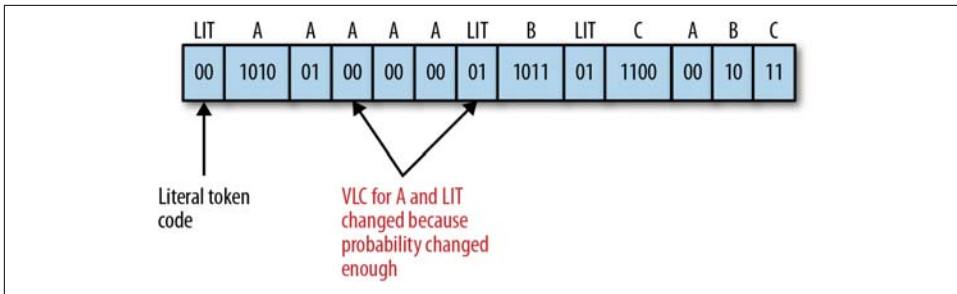 LIT A A A A A LIT B LIT C A B C
00 1010 01 00 00 00 01 1011 01 1100 00 10 11
Literal token
code
VLC for A and LIT
changed because
probability changed
enough